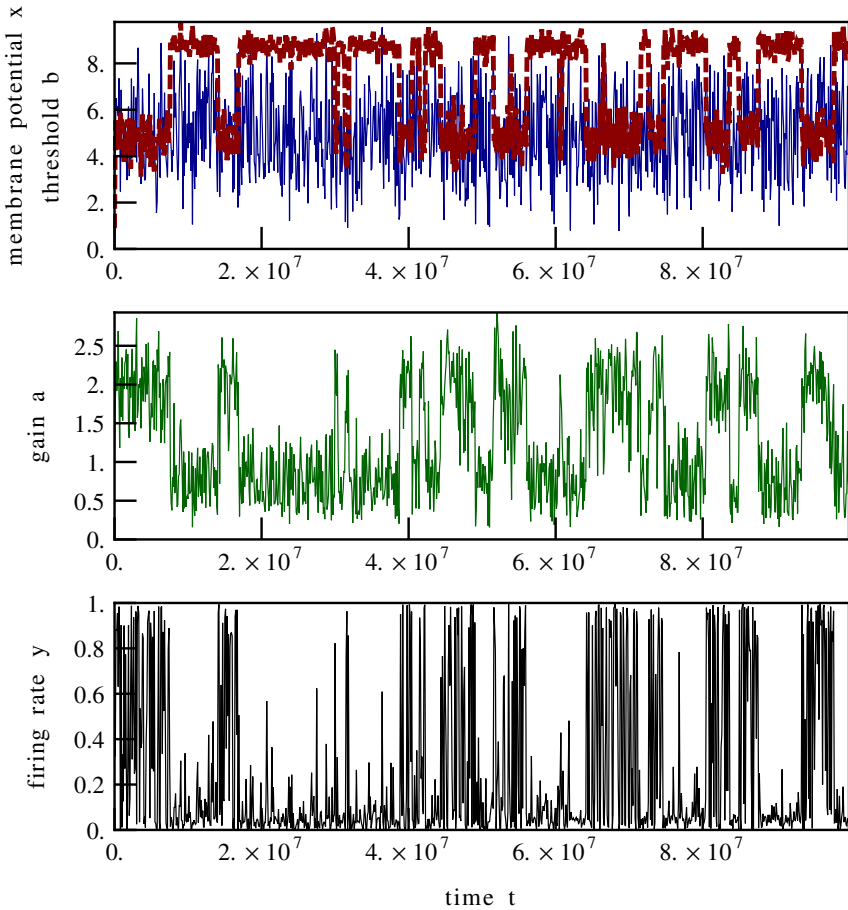 membrane potential x
threshold b
8.
6.
4.
2.
0.
0. 2. × 10^7 4. × 10^7 6. × 10^7 8. × 10^7
gain a
2.5
2.
1.5
1.
0.5
0.
0. 2. × 10^7 4. × 10^7 6. × 10^7 8. × 10^7
firing rate y
1.
0.8
0.6
0.4
0.2
0.
0. 2. × 10^7 4. × 10^7 6. × 10^7 8. × 10^7
time t